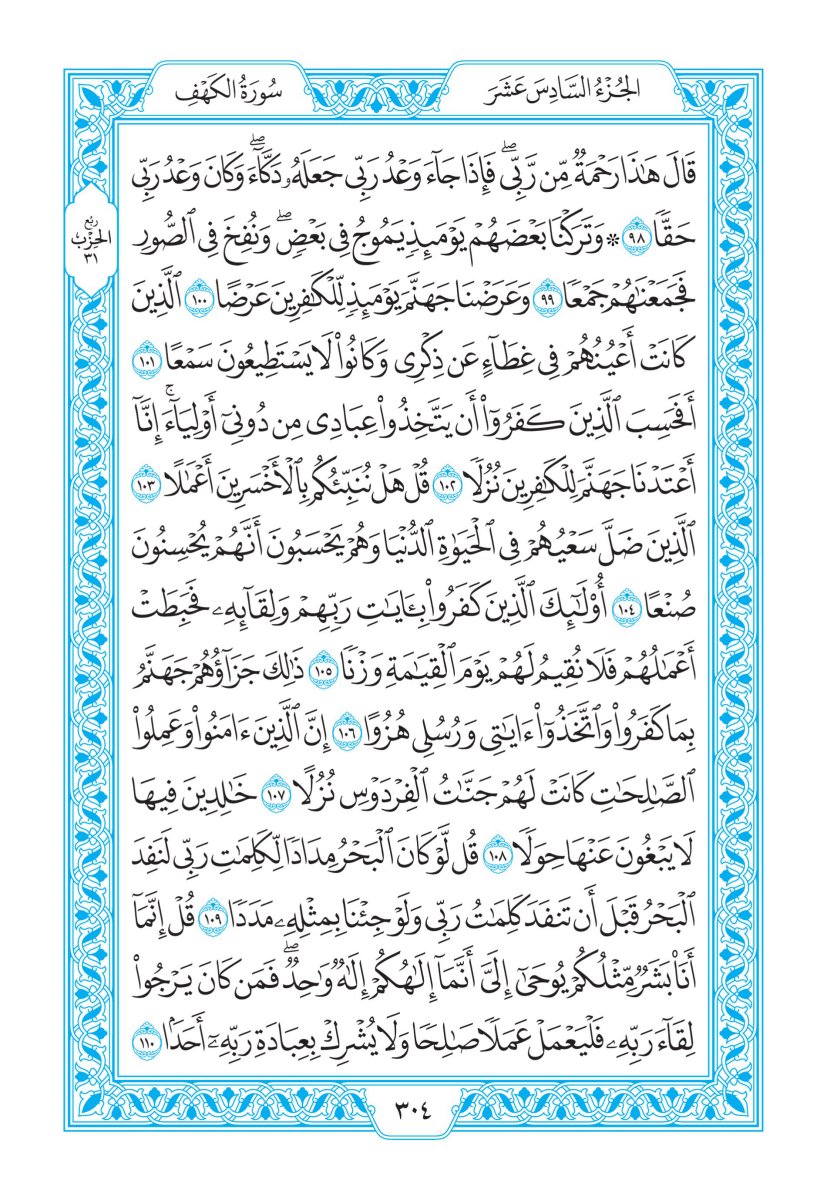 الجُزْءُ السَّادِسَ عَشَرَ
سُورَةُ الكَهْفِ
قَالَ هَٰذَا رَحْمَةٌ مِّن رَّبِّي ۖ فَإِذَا جَآءَ وَعْدُ رَبِّي جَعَلَهُۥ دَكَّآءَ ۖ وَكَانَ وَعْدُ رَبِّي
حَقًّا ٩٨ ۞ وَتَرَكْنَا بَعْضَهُمْ يَوْمَئِذٍ يَمُوجُ فِي بَعْضٍ ۖ وَنُفِخَ فِي ٱلصُّورِ
رُبع
الحِزْب
٣١
فَجَمَعْنَٰهُمْ جَمْعًا ٩٩ وَعَرَضْنَا جَهَنَّمَ يَوْمَئِذٍ لِّلْكَٰفِرِينَ عَرْضًا ١٠٠ ٱلَّذِينَ
كَانَتْ أَعْيُنُهُمْ فِي غِطَآءٍ عَن ذِكْرِي وَكَانُوا۟ لَا يَسْتَطِيعُونَ سَمْعًا ١٠١
أَفَحَسِبَ ٱلَّذِينَ كَفَرُوٓا۟ أَن يَتَّخِذُوا۟ عِبَادِي مِن دُونِيٓ أَوْلِيَآءَ ۚ إِنَّآ
أَعْتَدْنَا جَهَنَّمَ لِلْكَٰفِرِينَ نُزُلًا ١٠٢ قُلْ هَلْ نُنَبِّئُكُم بِٱلْأَخْسَرِينَ أَعْمَٰلًا ١٠٣
ٱلَّذِينَ ضَلَّ سَعْيُهُمْ فِي ٱلْحَيَوٰةِ ٱلدُّنْيَا وَهُمْ يَحْسَبُونَ أَنَّهُمْ يُحْسِنُونَ
صُنْعًا ١٠٤ أُو۟لَٰٓئِكَ ٱلَّذِينَ كَفَرُوا۟ بِـَٔايَٰتِ رَبِّهِمْ وَلِقَآئِهِۦ فَحَبِطَتْ
أَعْمَٰلُهُمْ فَلَا نُقِيمُ لَهُمْ يَوْمَ ٱلْقِيَٰمَةِ وَزْنًا ١٠٥ ذَٰلِكَ جَزَآؤُهُمْ جَهَنَّمُ
بِمَا كَفَرُوا۟ وَٱتَّخَذُوٓا۟ ءَايَٰتِي وَرُسُلِي هُزُوًا ١٠٦ إِنَّ ٱلَّذِينَ ءَامَنُوا۟ وَعَمِلُوا۟
ٱلصَّٰلِحَٰتِ كَانَتْ لَهُمْ جَنَّٰتُ ٱلْفِرْدَوْسِ نُزُلًا ١٠٧ خَٰلِدِينَ فِيهَا
لَا يَبْغُونَ عَنْهَا حِوَلًا ١٠٨ قُل لَّوْ كَانَ ٱلْبَحْرُ مِدَادًا لِّكَلِمَٰتِ رَبِّي لَنَفِدَ
ٱلْبَحْرُ قَبْلَ أَن تَنفَدَ كَلِمَٰتُ رَبِّي وَلَوْ جِئْنَا بِمِثْلِهِۦ مَدَدًا ١٠٩ قُلْ إِنَّمَآ
أَنَا۠ بَشَرٌ مِّثْلُكُمْ يُوحَىٰٓ إِلَيَّ أَنَّمَآ إِلَٰهُكُمْ إِلَٰهٌ وَٰحِدٌ ۖ فَمَن كَانَ يَرْجُوا۟
لِقَآءَ رَبِّهِۦ فَلْيَعْمَلْ عَمَلًا صَٰلِحًا وَلَا يُشْرِكْ بِعِبَادَةِ رَبِّهِۦٓ أَحَدًۢا ١١٠
٣٠٤